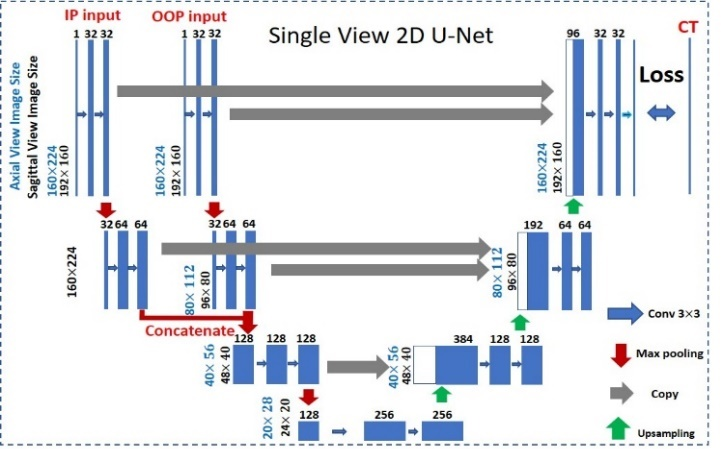 IP input
OOP input
Single View 2D U-Net
CT
1 32 32
1 32 32
96 32 32
Loss
Axial View Image Size
Sagittal View Image Size
160×224
192× 160
160×224
192× 160
160×224
192× 160
32 64 64
32 64 64
192 64 64
160×224
80× 112
96× 80
80× 112
96× 80
Concatenate
128 128 128
384 128 128
40× 56
48× 40
40× 56
48× 40
20× 28
24× 20
128 256 256
Conv 3×3
Max pooling
Copy
Upsampling